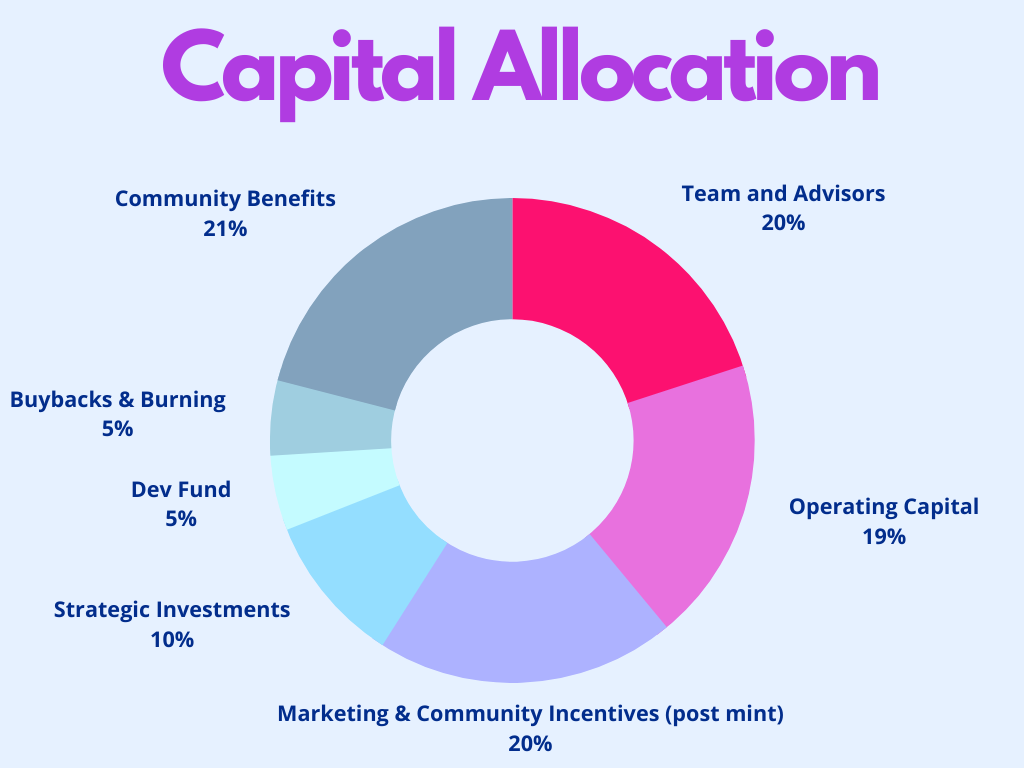 Capital Allocation
Community Benefits
21%
Team and Advisors
20%
Buybacks & Burning
5%
Dev Fund
5%
Operating Capital
19%
Strategic Investments
10%
Marketing & Community Incentives (post mint)
20%